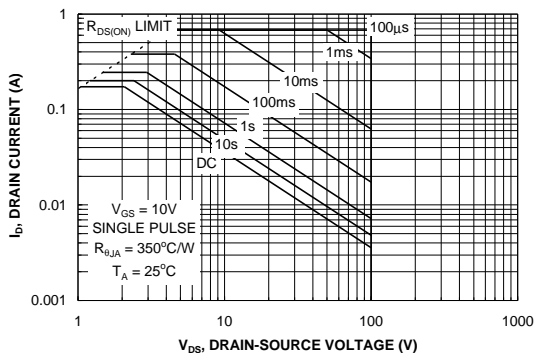 1
0.1
0.01
0.001
I_D, DRAIN CURRENT (A)
R_DS(ON) LIMIT
100μs
1ms
10ms
100ms
1s
10s
DC
V_GS = 10V
SINGLE PULSE
R_θJA = 350°C/W
T_A = 25°C
1 10 100 1000
V_DS, DRAIN-SOURCE VOLTAGE (V)